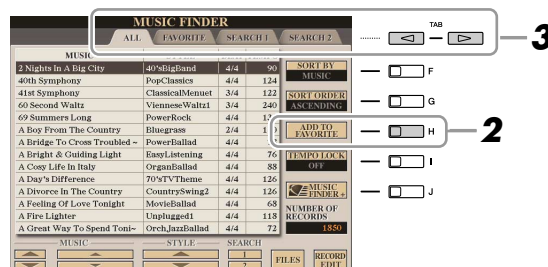 MUSIC FINDER
ALL FAVORITE SEARCH 1 SEARCH 2
TAB
3
MUSIC
2 Nights In A Big City 40'sBigBand 4/4 90
40th Symphony PopClassics 4/4 124
41st Symphony ClassicalMenuet 3/4 122
60 Second Waltz VienneseWaltz1 3/4 240
69 Summers Long PowerRock 4/4
A Boy From The Country Bluegrass 2/4
A Bridge To Cross Troubled ~ PowerBallad 4/4
A Bright & Guiding Light EasyListening 4/4 76
A Cosy Life In Italy OrganBallad 4/4 88
A Day's Difference 70'sTVTheme 4/4 126
A Divorce In The Country CountrySwing2 4/4 126
A Feeling Of Love Tonight MovieBallad 4/4 68
A Fire Lighter Unplugged1 4/4 118
A Great Way To Spend Toni~ Orch.JazzBallad 4/4 72
SORT BY
MUSIC
F
SORT ORDER
ASCENDING
G
ADD TO
FAVORITE
H
2
TEMPO LOCK
OFF
I
MUSIC
FINDER +
J
NUMBER OF
RECORDS
1850
MUSIC STYLE SEARCH
1
2
FILES
RECORD
EDIT